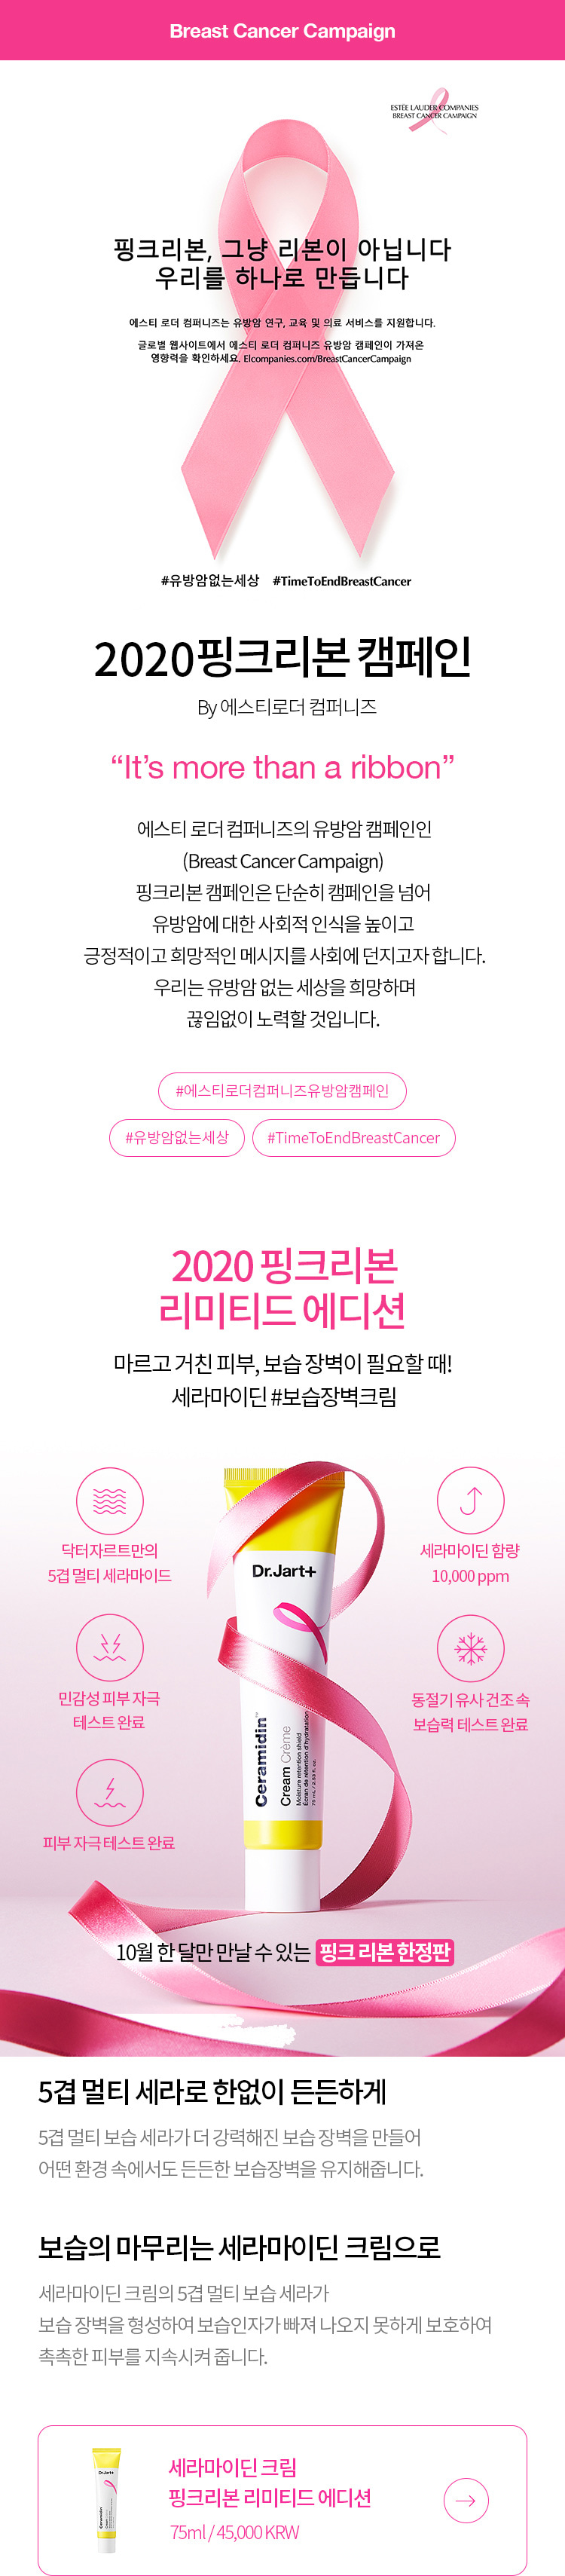 Breast Cancer Campaign
ESTÉE LAUDER COMPANIES
BREAST CANCER CAMPAIGN
핑크리본, 그냥 리본이 아닙니다
우리를 하나로 만듭니다
에스티 로더 컴퍼니즈는 유방암 연구, 교육 및 의료 서비스를 지원합니다.
글로벌 웹사이트에서 에스티 로더 컴퍼니즈 유방암 캠페인이 가져온
영향력을 확인하세요. Elcompanies.com/BreastCancerCampaign
#유방암없는세상 #TimeToEndBreastCancer
2020 핑크리본 캠페인
By 에스티로더 컴퍼니즈
“It’s more than a ribbon”
에스티 로더 컴퍼니즈의 유방암 캠페인인
(Breast Cancer Campaign)
핑크리본 캠페인은 단순히 캠페인을 넘어
유방암에 대한 사회적 인식을 높이고
긍정적이고 희망적인 메시지를 사회에 던지고자 합니다.
우리는 유방암 없는 세상을 희망하며
끊임없이 노력할 것입니다.
#에스티로더컴퍼니즈유방암캠페인
#유방암없는세상 #TimeToEndBreastCancer
2020 핑크리본
리미티드 에디션
마르고 거친 피부, 보습 장벽이 필요할 때!
세라마이딘 #보습장벽크림
닥터자르트만의
5겹 멀티 세라마이드
세라마이딘 함량
10,000 ppm
민감성 피부 자극
테스트 완료
동절기 유사 건조 속
보습력 테스트 완료
피부 자극 테스트 완료
Dr.Jart+
Ceramidin™
Cream Crème
Moisture retention shield
Écran de rétention d'hydratation
75 mL / 2.53 fl. oz.
10월 한 달만 만날 수 있는 핑크 리본 한정판
5겹 멀티 세라로 한없이 든든하게
5겹 멀티 보습 세라가 더 강력해진 보습 장벽을 만들어
어떤 환경 속에서도 든든한 보습장벽을 유지해줍니다.
보습의 마무리는 세라마이딘 크림으로
세라마이딘 크림의 5겹 멀티 보습 세라가
보습 장벽을 형성하여 보습인자가 빠져 나오지 못하게 보호하여
촉촉한 피부를 지속시켜 줍니다.
Dr.Jart+
Ceramidin
세라마이딘 크림
핑크리본 리미티드 에디션
75ml / 45,000 KRW